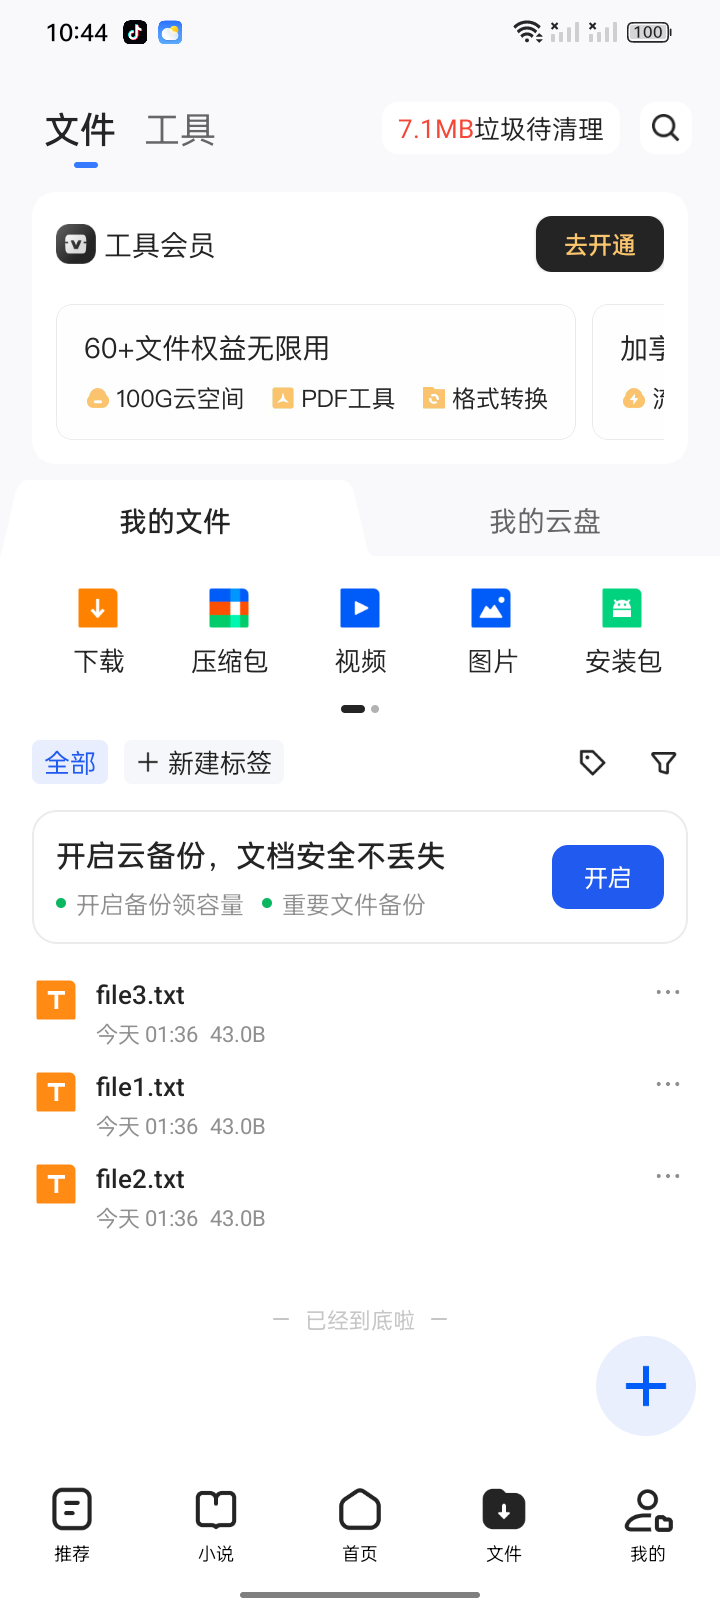 10:44
100
文件 工具
7.1MB垃圾待清理
工具会员
去开通
60+文件权益无限用
100G云空间 PDF工具 格式转换
加享
流
我的文件 我的云盘
下载 压缩包 视频 图片 安装包
全部 + 新建标签
开启云备份，文档安全不丢失
开启备份领容量 重要文件备份
开启
file3.txt
今天 01:36 43.0B
file1.txt
今天 01:36 43.0B
file2.txt
今天 01:36 43.0B
— 已经到底啦 —
推荐 小说 首页 文件 我的